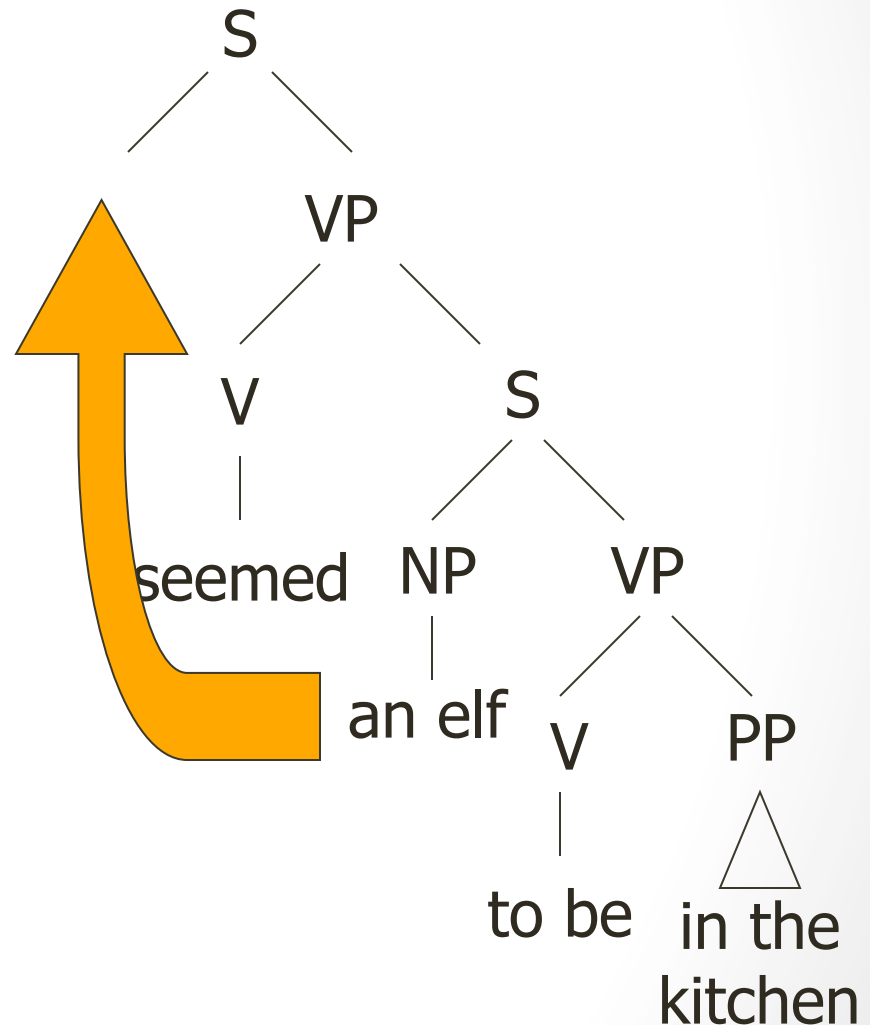 S
VP
V
S
seemed
NP
VP
an elf
V
PP
to be
in the
kitchen